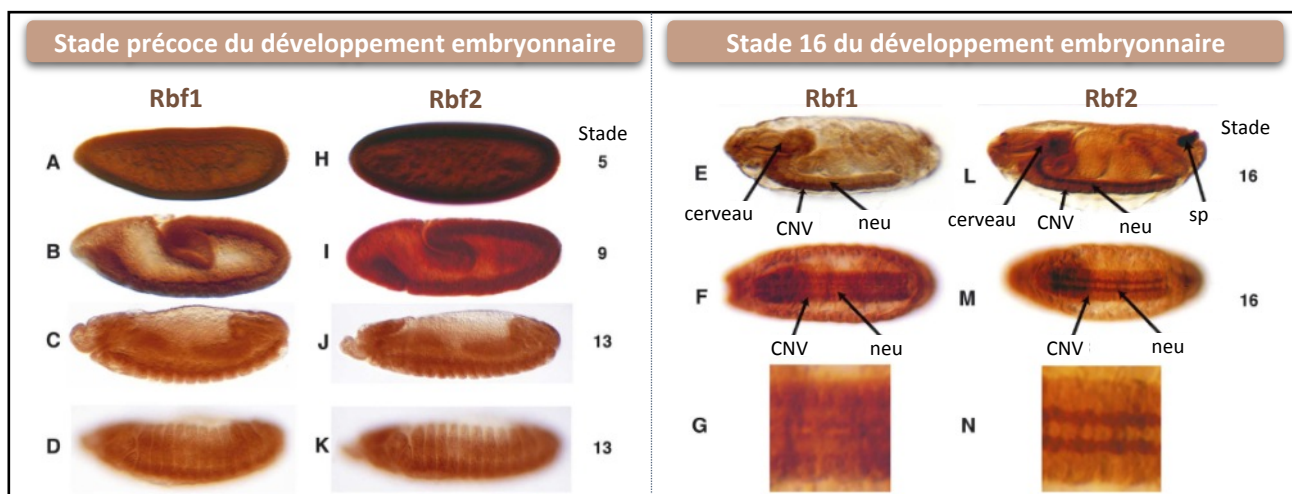 Stade précoce du développement embryonnaire
Rbf1 Rbf2
Stade
A H 5
B I 9
C J 13
D K 13
Stade 16 du développement embryonnaire
Rbf1 Rbf2
Stade
E L 16
cerveau CNV neu cerveau CNV neu sp
F M 16
CNV neu CNV neu
G N